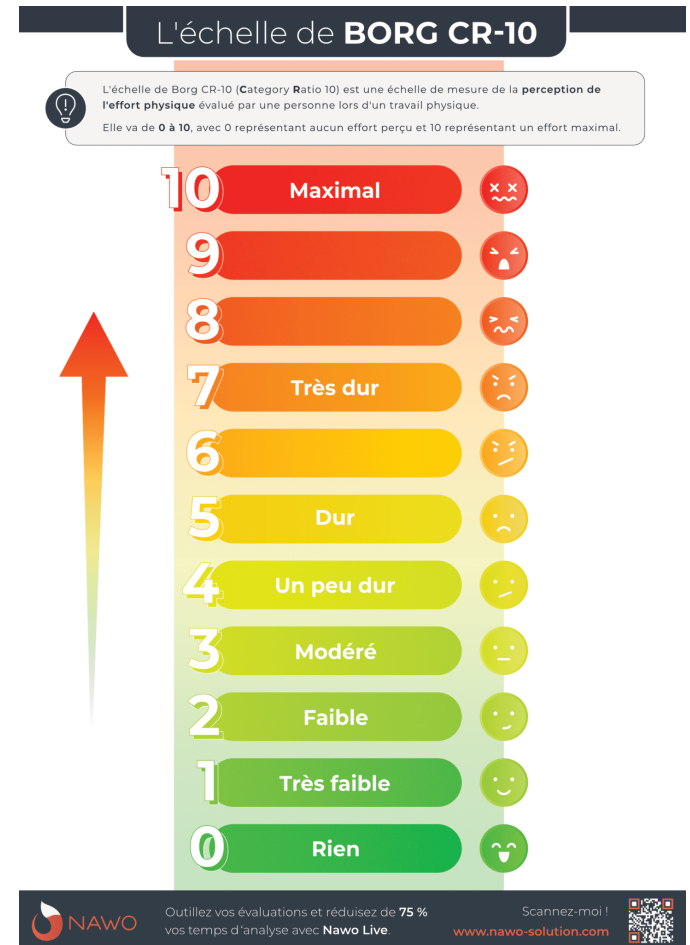 L'échelle de BORG CR-10
L'échelle de Borg CR-10 (Category Ratio 10) est une échelle de mesure de la perception de
l'effort physique évalué par une personne lors d'un travail physique.
Elle va de 0 à 10, avec 0 représentant aucun effort perçu et 10 représentant un effort maximal.
10 Maximal
9
8
7 Très dur
6
5 Dur
4 Un peu dur
3 Modéré
2 Faible
1 Très faible
0 Rien
NAWO
Outillez vos évaluations et réduisez de 75 %
vos temps d'analyse avec Nawo Live.
Scannez-moi !
www.nawo-solution.com